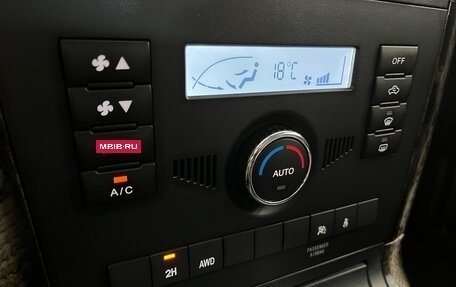 18°C
OFF
MBIB.RU
AUTO
A/C
2H
AWD
PASSENGER
AIRBAG